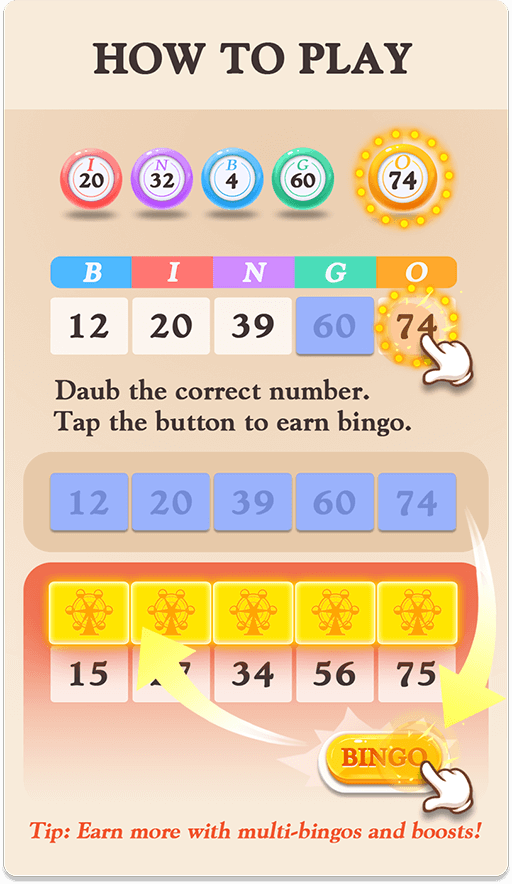 HOW TO PLAY
I N B G O
20 32 4 60 74
B I N G O
12 20 39 60 74
Daub the correct number.
Tap the button to earn bingo.
12 20 39 60 74
15 34 56 75
BINGO
Tip: Earn more with multi-bingos and boosts!